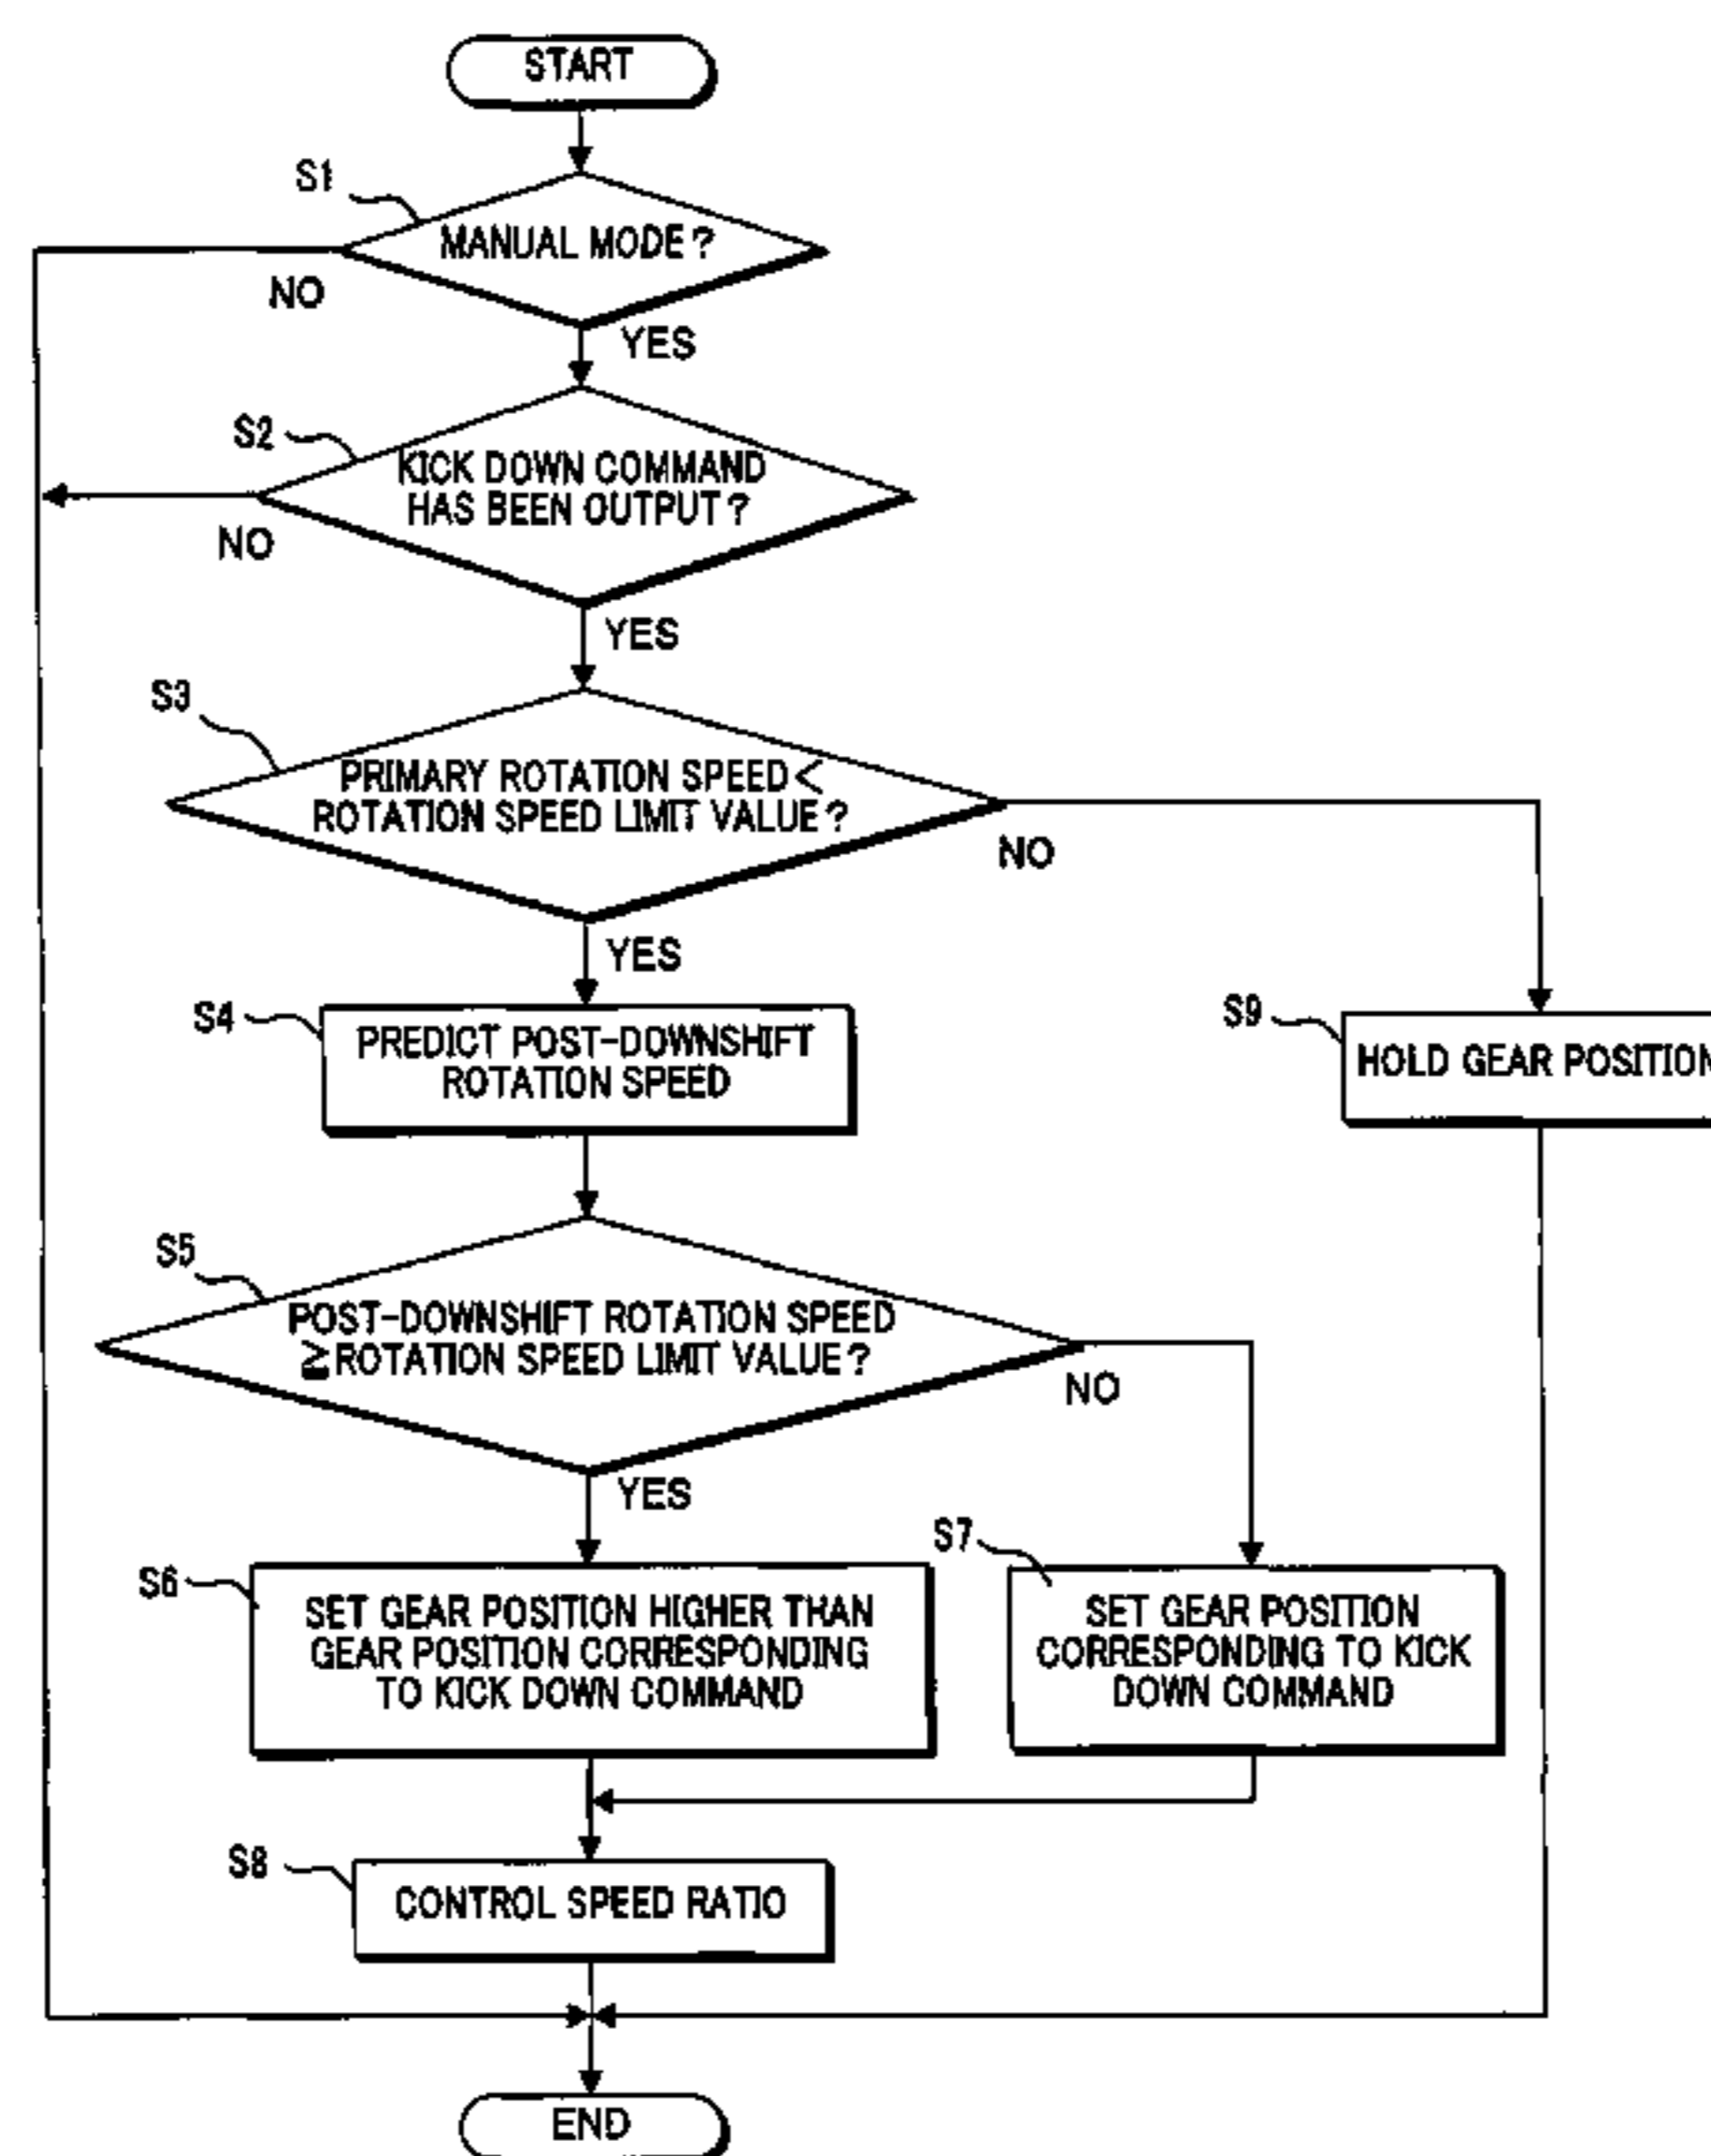 START
S1
MANUAL MODE?
NO
YES
S2
KICK DOWN COMMAND
HAS BEEN OUTPUT?
NO
YES
S3
PRIMARY ROTATION SPEED<
ROTATION SPEED LIMIT VALUE?
NO
YES
S4
PREDICT POST-DOWNSHIFT
ROTATION SPEED
S9
HOLD GEAR POSITION
S5
POST-DOWNSHIFT ROTATION SPEED
≧ROTATION SPEED LIMIT VALUE?
NO
YES
S6
SET GEAR POSITION HIGHER THAN
GEAR POSITION CORRESPONDING
TO KICK DOWN COMMAND
S7
SET GEAR POSITION
CORRESPONDING TO KICK
DOWN COMMAND
S8
CONTROL SPEED RATIO
END